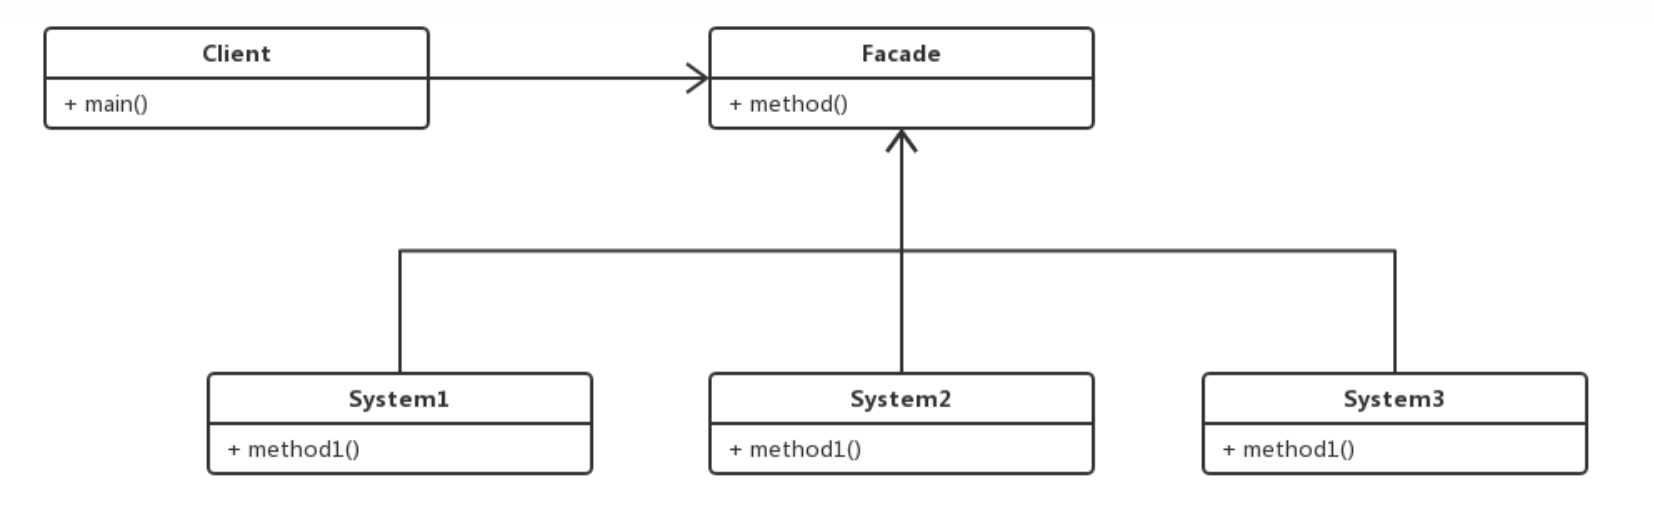 Client
+ main()
Facade
+ method()
System1
+ method1()
System2
+ method1()
System3
+ method1()